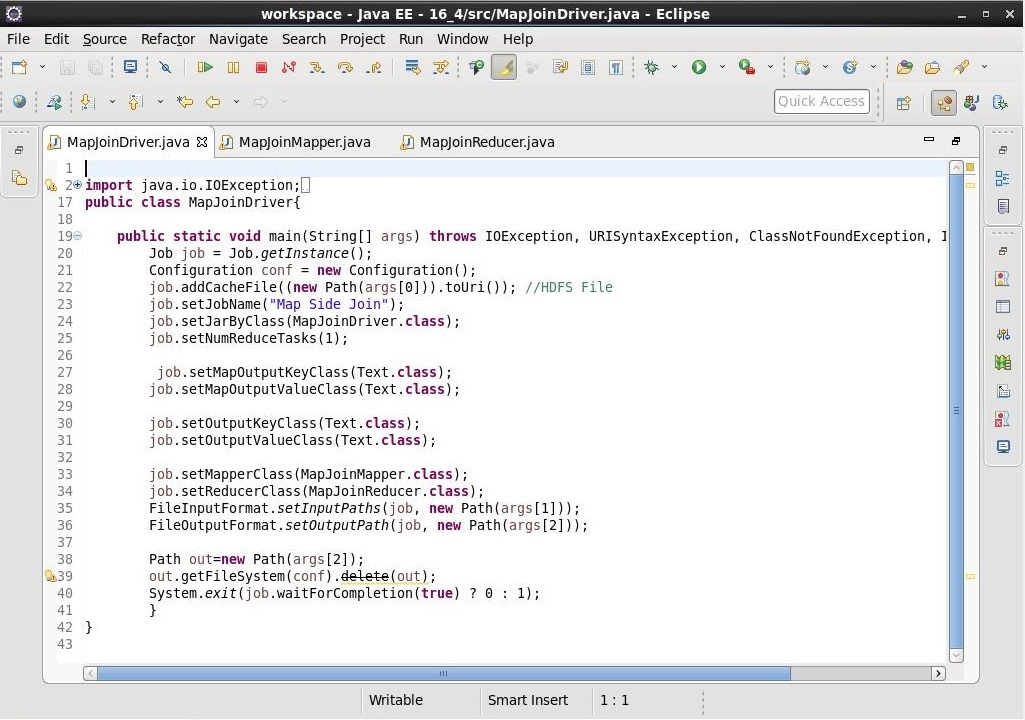 workspace - Java EE - 16_4/src/MapJoinDriver.java - Eclipse
File Edit Source Refactor Navigate Search Project Run Window Help
Quick Access
MapJoinDriver.java MapJoinMapper.java MapJoinReducer.java
1
2 import java.io.IOException;
17 public class MapJoinDriver{
18
19 public static void main(String[] args) throws IOException, URISyntaxException, ClassNotFoundException, I
20 Job job = Job.getInstance();
21 Configuration conf = new Configuration();
22 job.addCacheFile((new Path(args[0])).toUri()); //HDFS File
23 job.setJobName("Map Side Join");
24 job.setJarByClass(MapJoinDriver.class);
25 job.setNumReduceTasks(1);
26
27 job.setMapOutputKeyClass(Text.class);
28 job.setMapOutputValueClass(Text.class);
29
30 job.setOutputKeyClass(Text.class);
31 job.setOutputValueClass(Text.class);
32
33 job.setMapperClass(MapJoinMapper.class);
34 job.setReducerClass(MapJoinReducer.class);
35 FileInputFormat.setInputPaths(job, new Path(args[1]));
36 FileOutputFormat.setOutputPath(job, new Path(args[2]));
37
38 Path out=new Path(args[2]);
39 out.getFileSystem(conf).delete(out);
40 System.exit(job.waitForCompletion(true) ? 0 : 1);
41 }
42 }
43
Writable Smart Insert 1 : 1